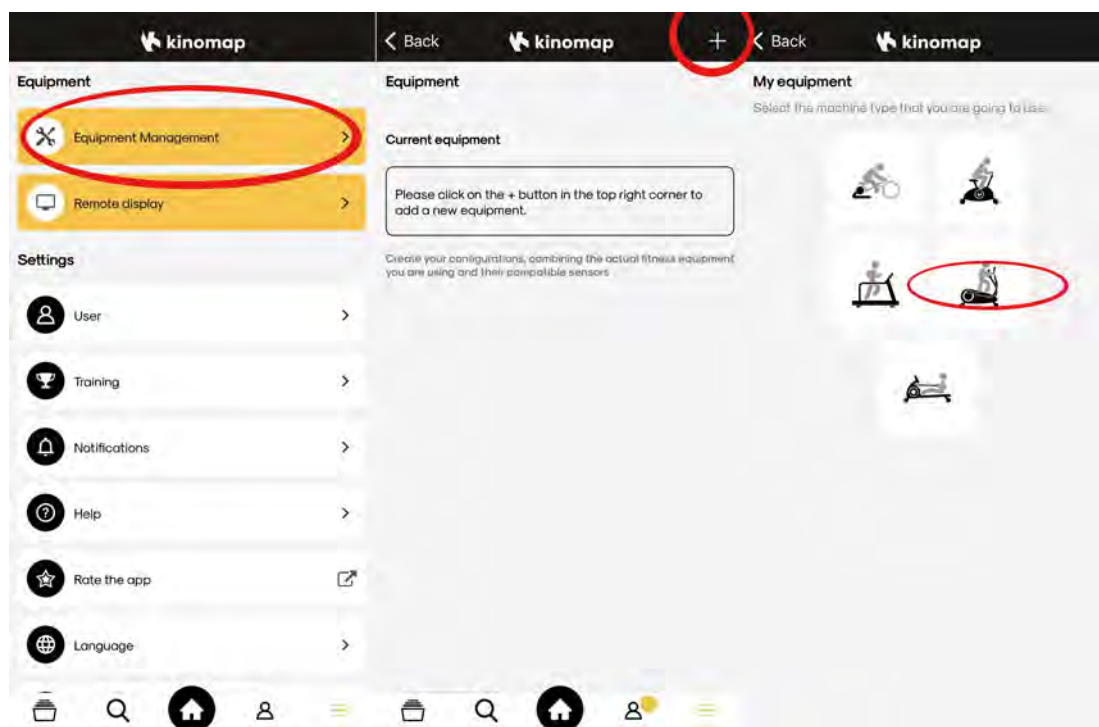 kinomap
Equipment
Equipment Management
Remote display
Settings
User
Training
Notifications
Help
Rate the app
Language
Back
kinomap
Equipment
Current equipment
Please click on the + button in the top right corner to
add a new equipment.
Create your configurations, combining the actual fitness equipment
you are using and their compatible sensors
Back
kinomap
My equipment
Select the machine type that you are going to use